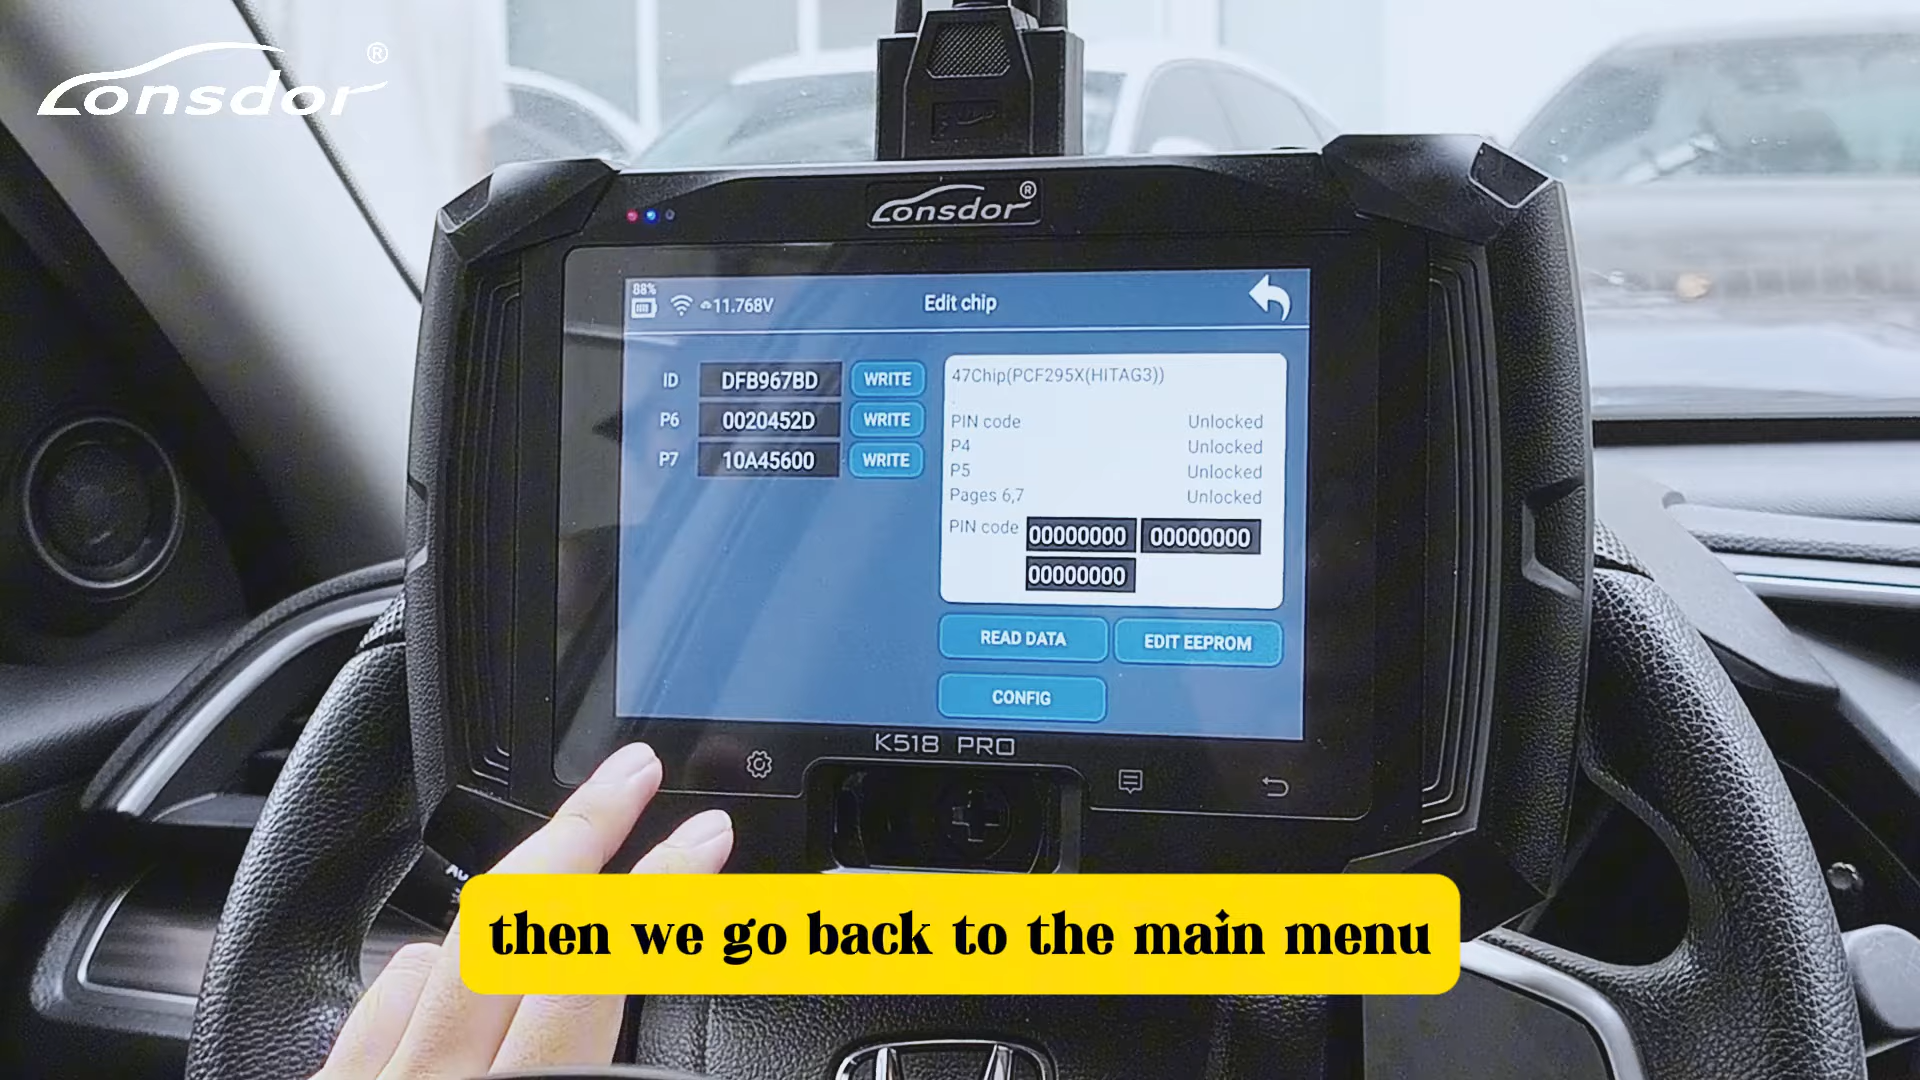 Lonsdor®
Lonsdor®
88%
11.768V
Edit chip
ID DFB967BD WRITE
P6 0020452D WRITE
P7 10A45600 WRITE
47Chip(PCF295X(HITAG3))
PIN code Unlocked
P4 Unlocked
P5 Unlocked
Pages 6,7 Unlocked
PIN code 00000000 00000000
00000000
READ DATA EDIT EEPROM
CONFIG
K518 PRO
then we go back to the main menu